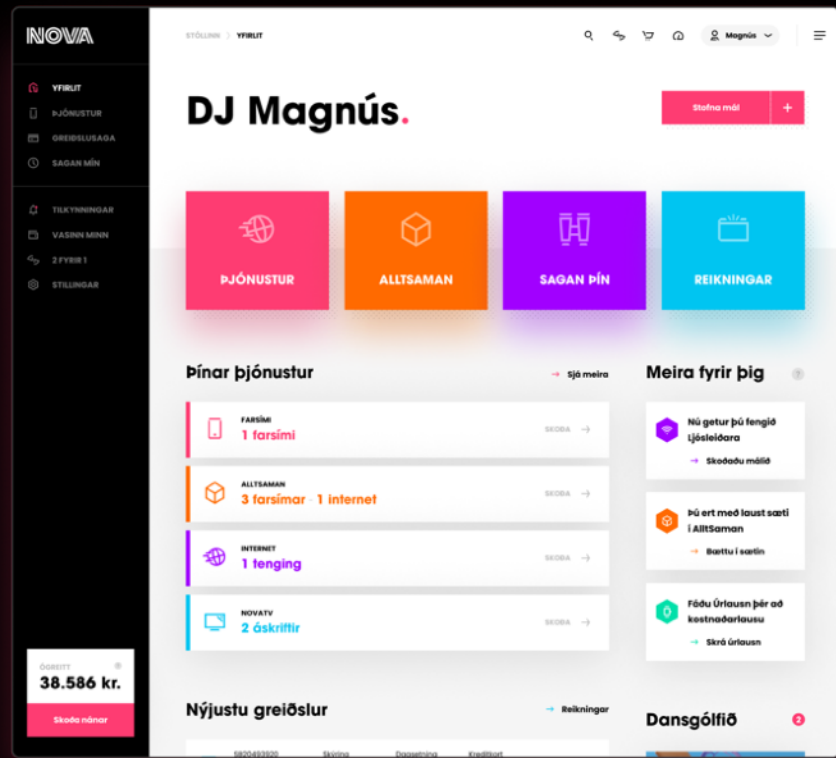 NOVA
YFIRLIT
ÞJÓNUSTUR
GREIÐSLUSAGA
SAGAN MÍN
TILKYNNINGAR
VASINN MINN
2 FYRIR 1
STILLINGAR
ÓGREITT
38.586 kr.
Skoða nánar
STÓLLINN > YFIRLIT
Magnús
DJ Magnús.
Stofna mál +
ÞJÓNUSTUR
ALLTSAMAN
SAGAN ÞÍN
REIKNINGAR
Þínar þjónustur
→ Sjá meira
FARSÍMI
1 farsími
SKOÐA →
ALLTSAMAN
3 farsímar - 1 internet
SKOÐA →
INTERNET
1 tenging
SKOÐA →
NOVATV
2 áskriftir
SKOÐA →
Nýjustu greiðslur
→ Reikningar
5820493920 Skýring Dagsetning Kreditkort
Meira fyrir þig ?
Nú getur þú fengið
Ljósleiðara
→ Skoðaðu málið
Þú ert með laust sæti
í AlltSaman
→ Bættu í sætin
Fáðu Úrlausn þér að
kostnaðarlausu
→ Skrá úrlausn
Dansgólfið 2